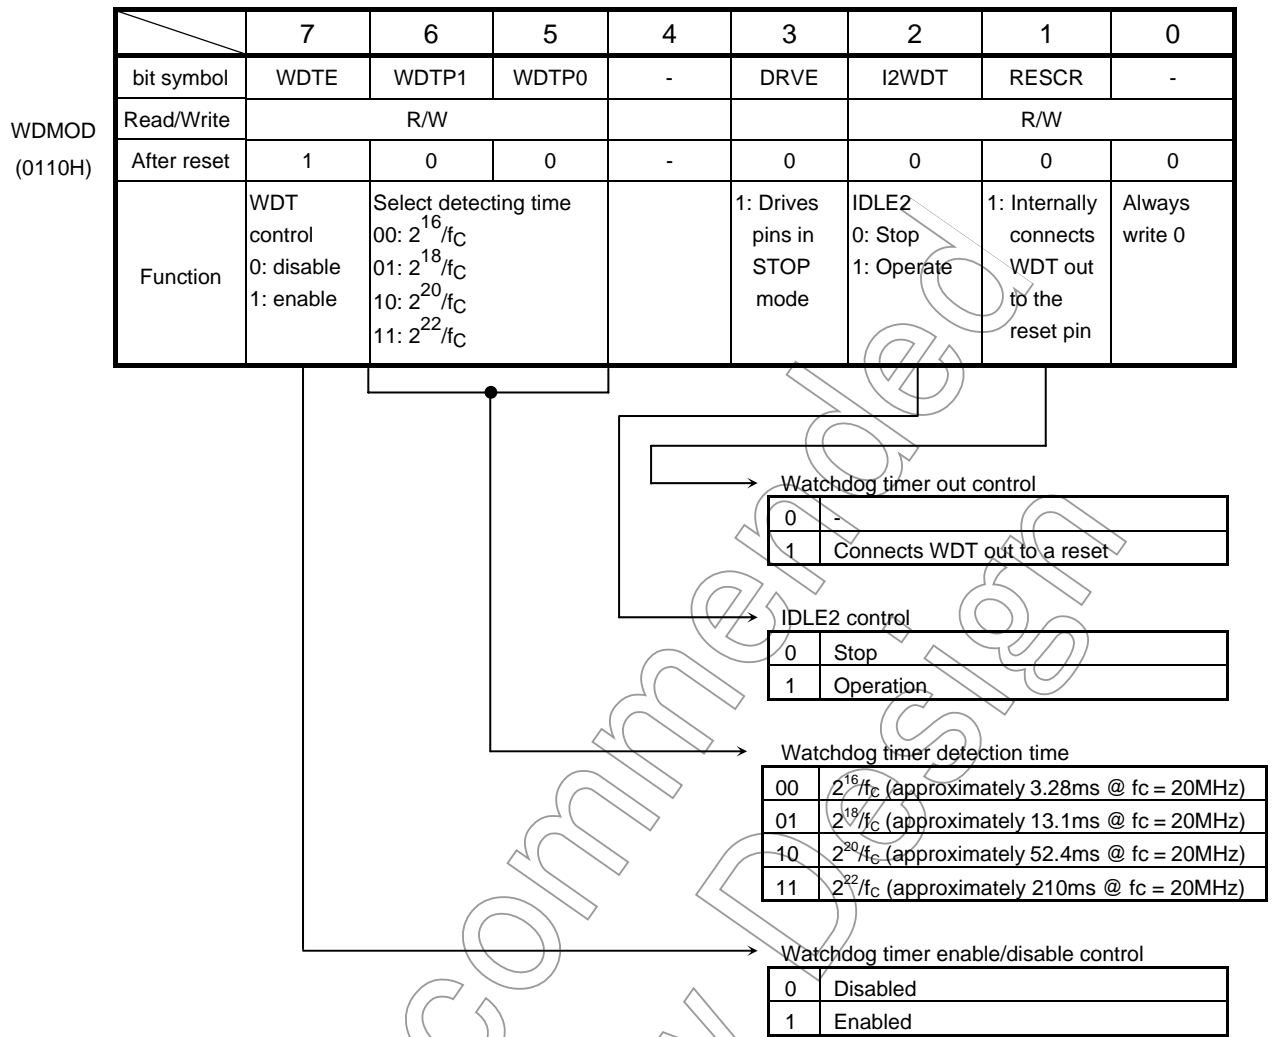 7 6 5 4 3 2 1 0
bit symbol WDTE WDTP1 WDTP0 - DRVE I2WDT RESCR -
WDMOD
(0110H)
Read/Write R/W R/W
After reset 1 0 0 - 0 0 0 0
Function
WDT
control
0: disable
1: enable
Select detecting time
00: 2^16/fC
01: 2^18/fC
10: 2^20/fC
11: 2^22/fC
1: Drives
pins in
STOP
mode
IDLE2
0: Stop
1: Operate
1: Internally
connects
WDT out
to the
reset pin
Always
write 0
Watchdog timer out control
0 -
1 Connects WDT out to a reset
IDLE2 control
0 Stop
1 Operation
Watchdog timer detection time
00 2^16/fC (approximately 3.28ms @ fc = 20MHz)
01 2^18/fC (approximately 13.1ms @ fc = 20MHz)
10 2^20/fC (approximately 52.4ms @ fc = 20MHz)
11 2^22/fC (approximately 210ms @ fc = 20MHz)
Watchdog timer enable/disable control
0 Disabled
1 Enabled
commended
Design